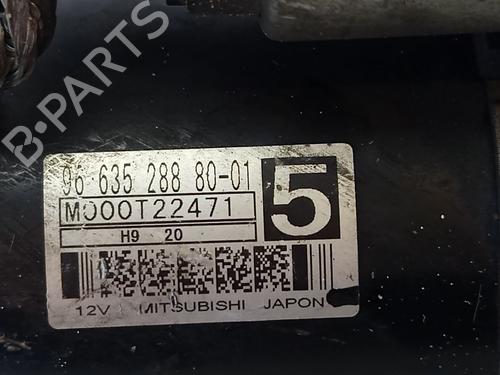 B-PARTS
96 635 288 80-01
M000T22471
5
H9 20
12V MITSUBISHI JAPON